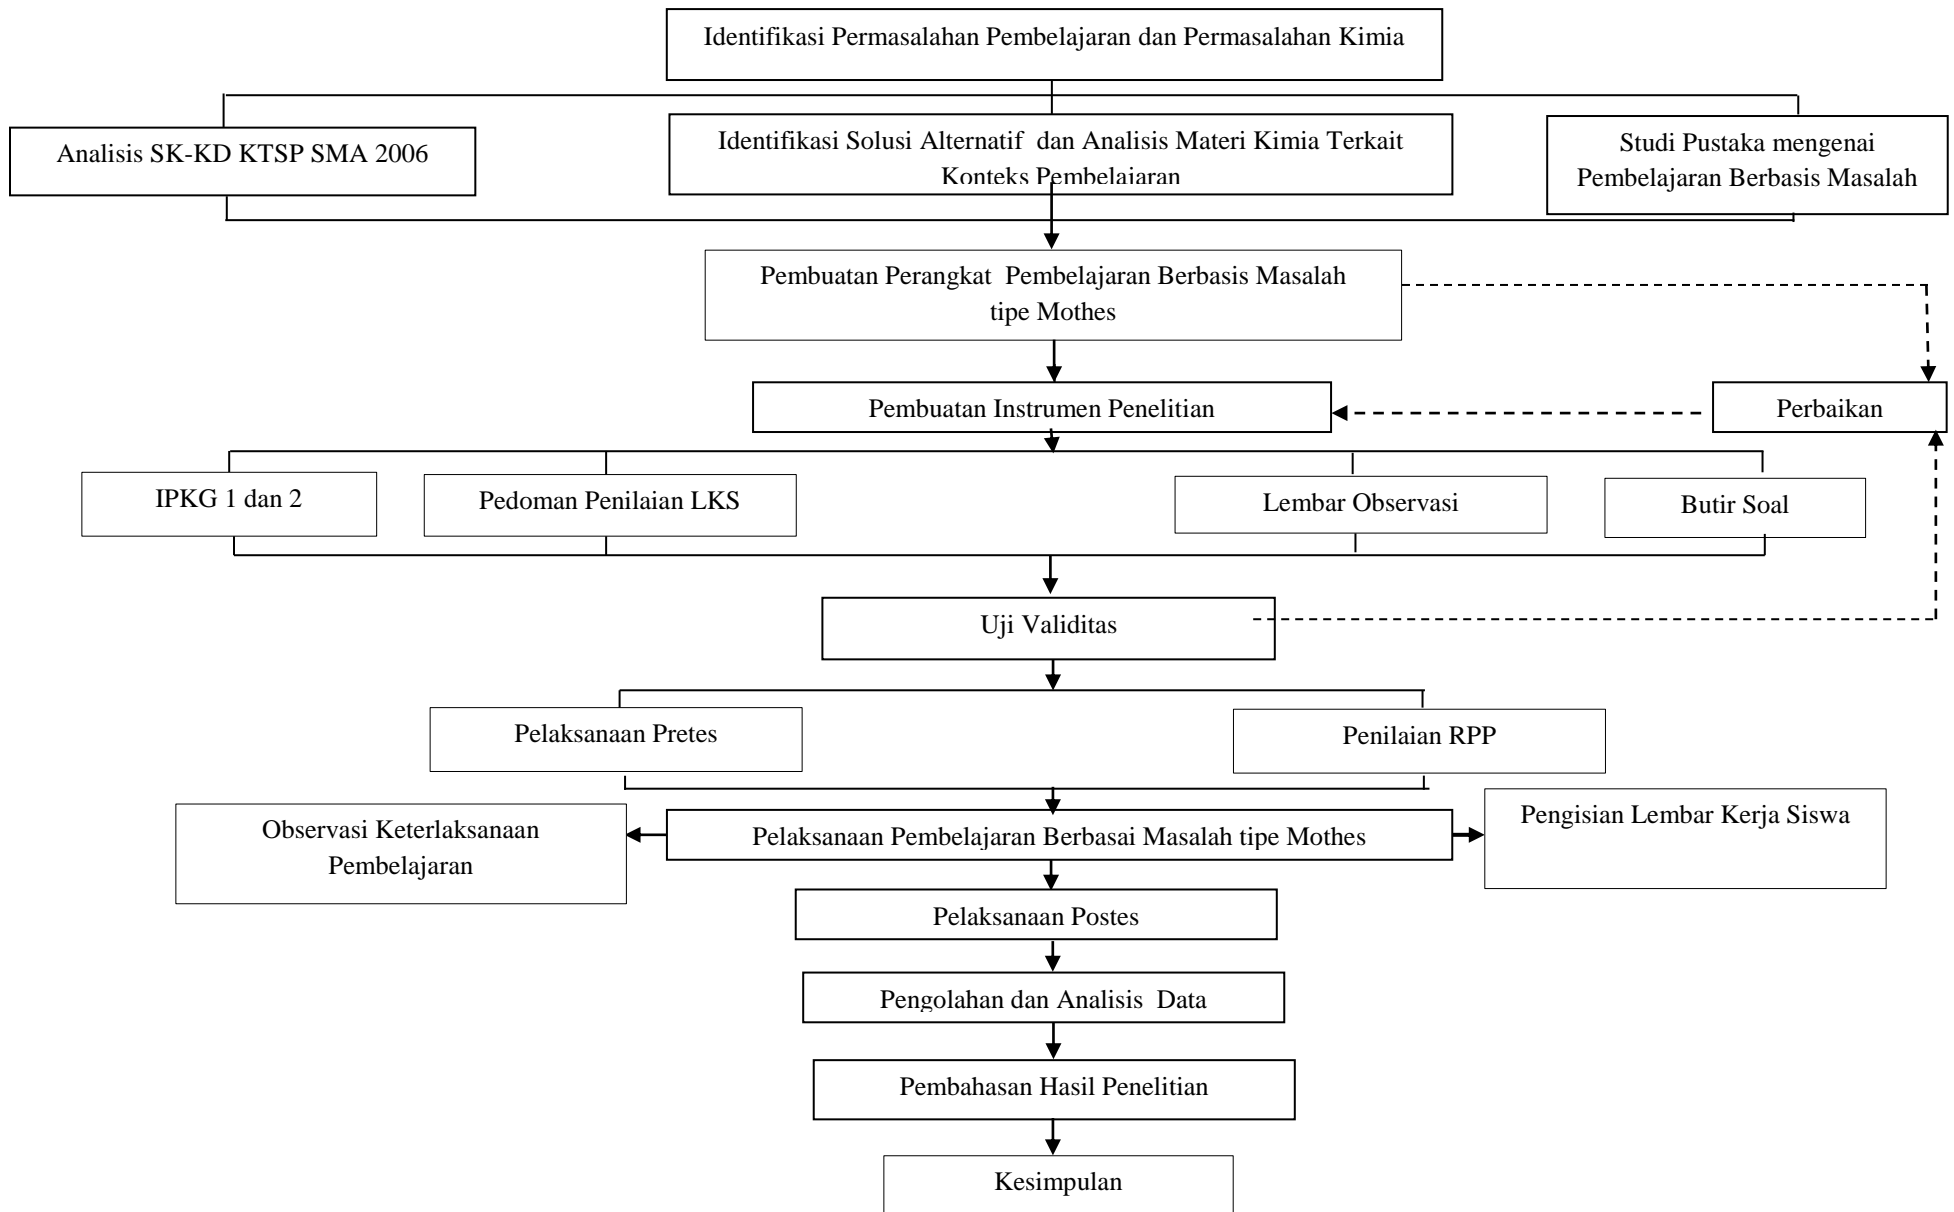 Identifikasi Permasalahan Pembelajaran dan Permasalahan Kimia
Analisis SK-KD KTSP SMA 2006
Identifikasi Solusi Alternatif dan Analisis Materi Kimia Terkait
Konteks Pembelajaran
Studi Pustaka mengenai
Pembelajaran Berbasis Masalah
Pembuatan Perangkat Pembelajaran Berbasis Masalah
tipe Mothes
Pembuatan Instrumen Penelitian
Perbaikan
IPKG 1 dan 2
Pedoman Penilaian LKS
Lembar Observasi
Butir Soal
Uji Validitas
Pelaksanaan Pretes
Penilaian RPP
Observasi Keterlaksanaan
Pembelajaran
Pelaksanaan Pembelajaran Berbasai Masalah tipe Mothes
Pengisian Lembar Kerja Siswa
Pelaksanaan Postes
Pengolahan dan Analisis Data
Pembahasan Hasil Penelitian
Kesimpulan